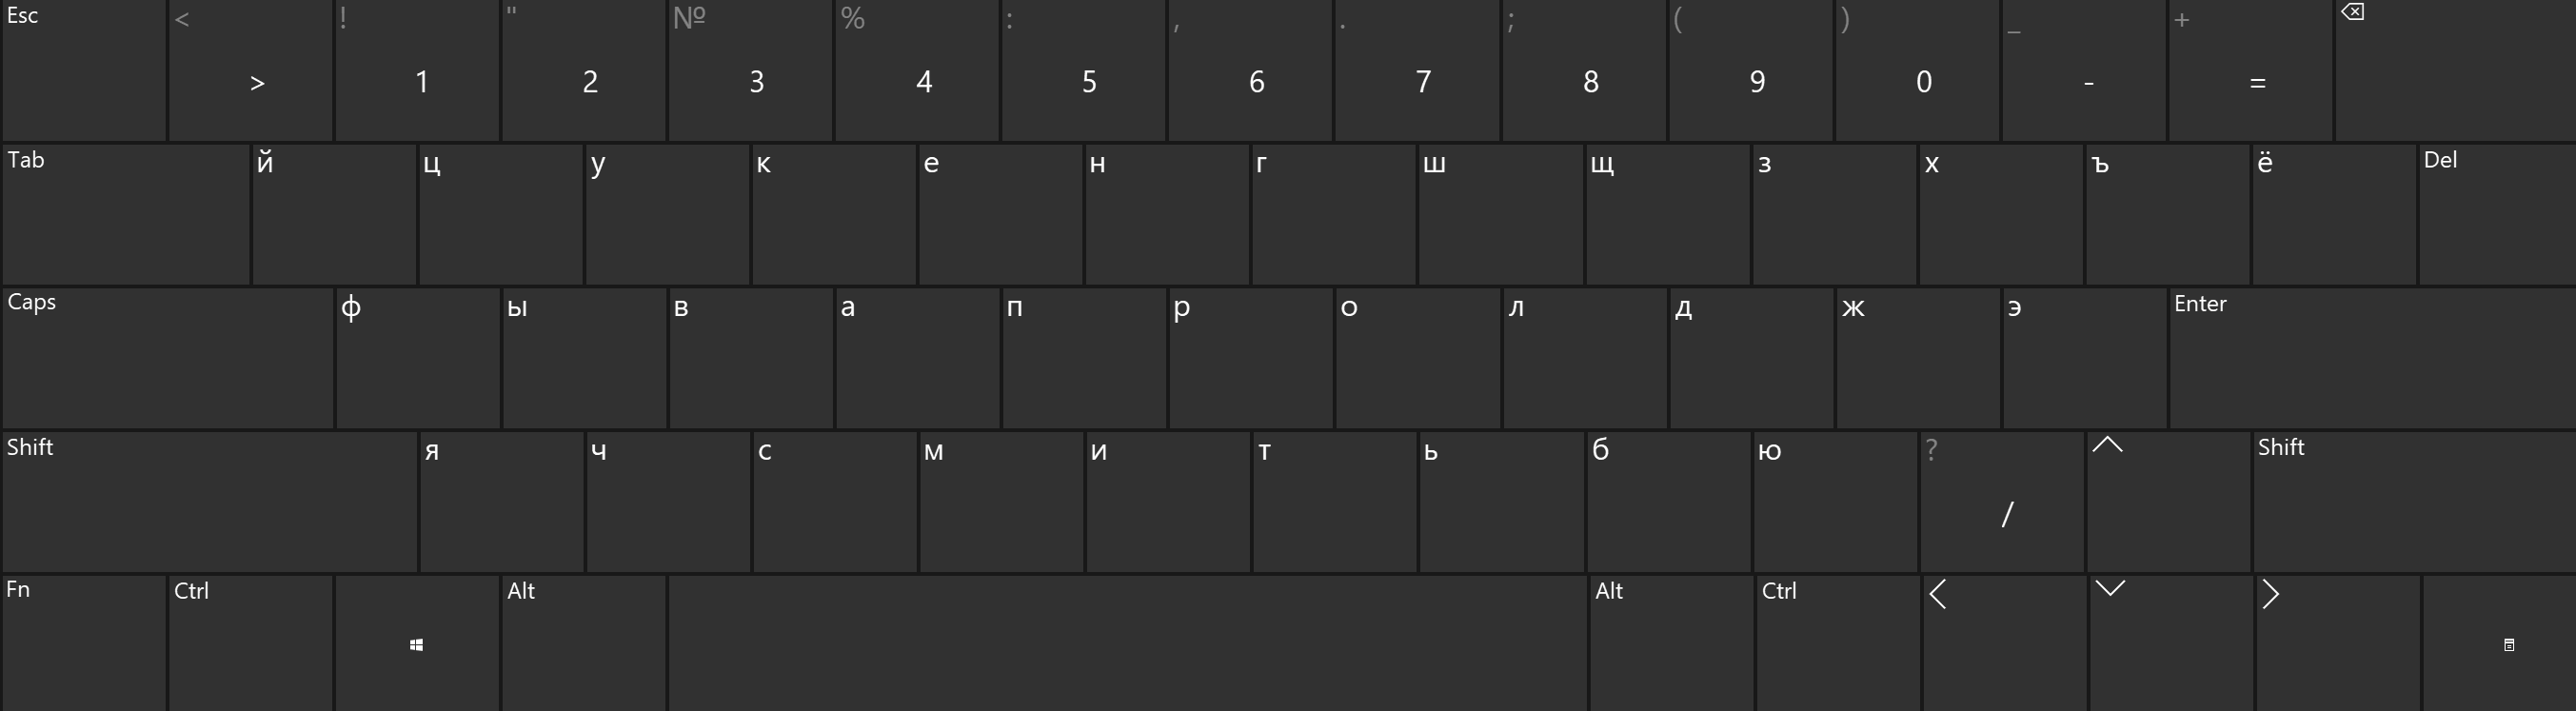 Esc < > ! 1 " 2 № 3 % 4 : 5 , 6 . 7 ; 8 ( 9 ) 0 _ - + =
Tab й ц у к е н г ш щ з х ъ ё Del
Caps ф ы в а п р о л д ж э Enter
Shift я ч с м и т ь б ю ? / Shift
Fn Ctrl Alt Alt Ctrl